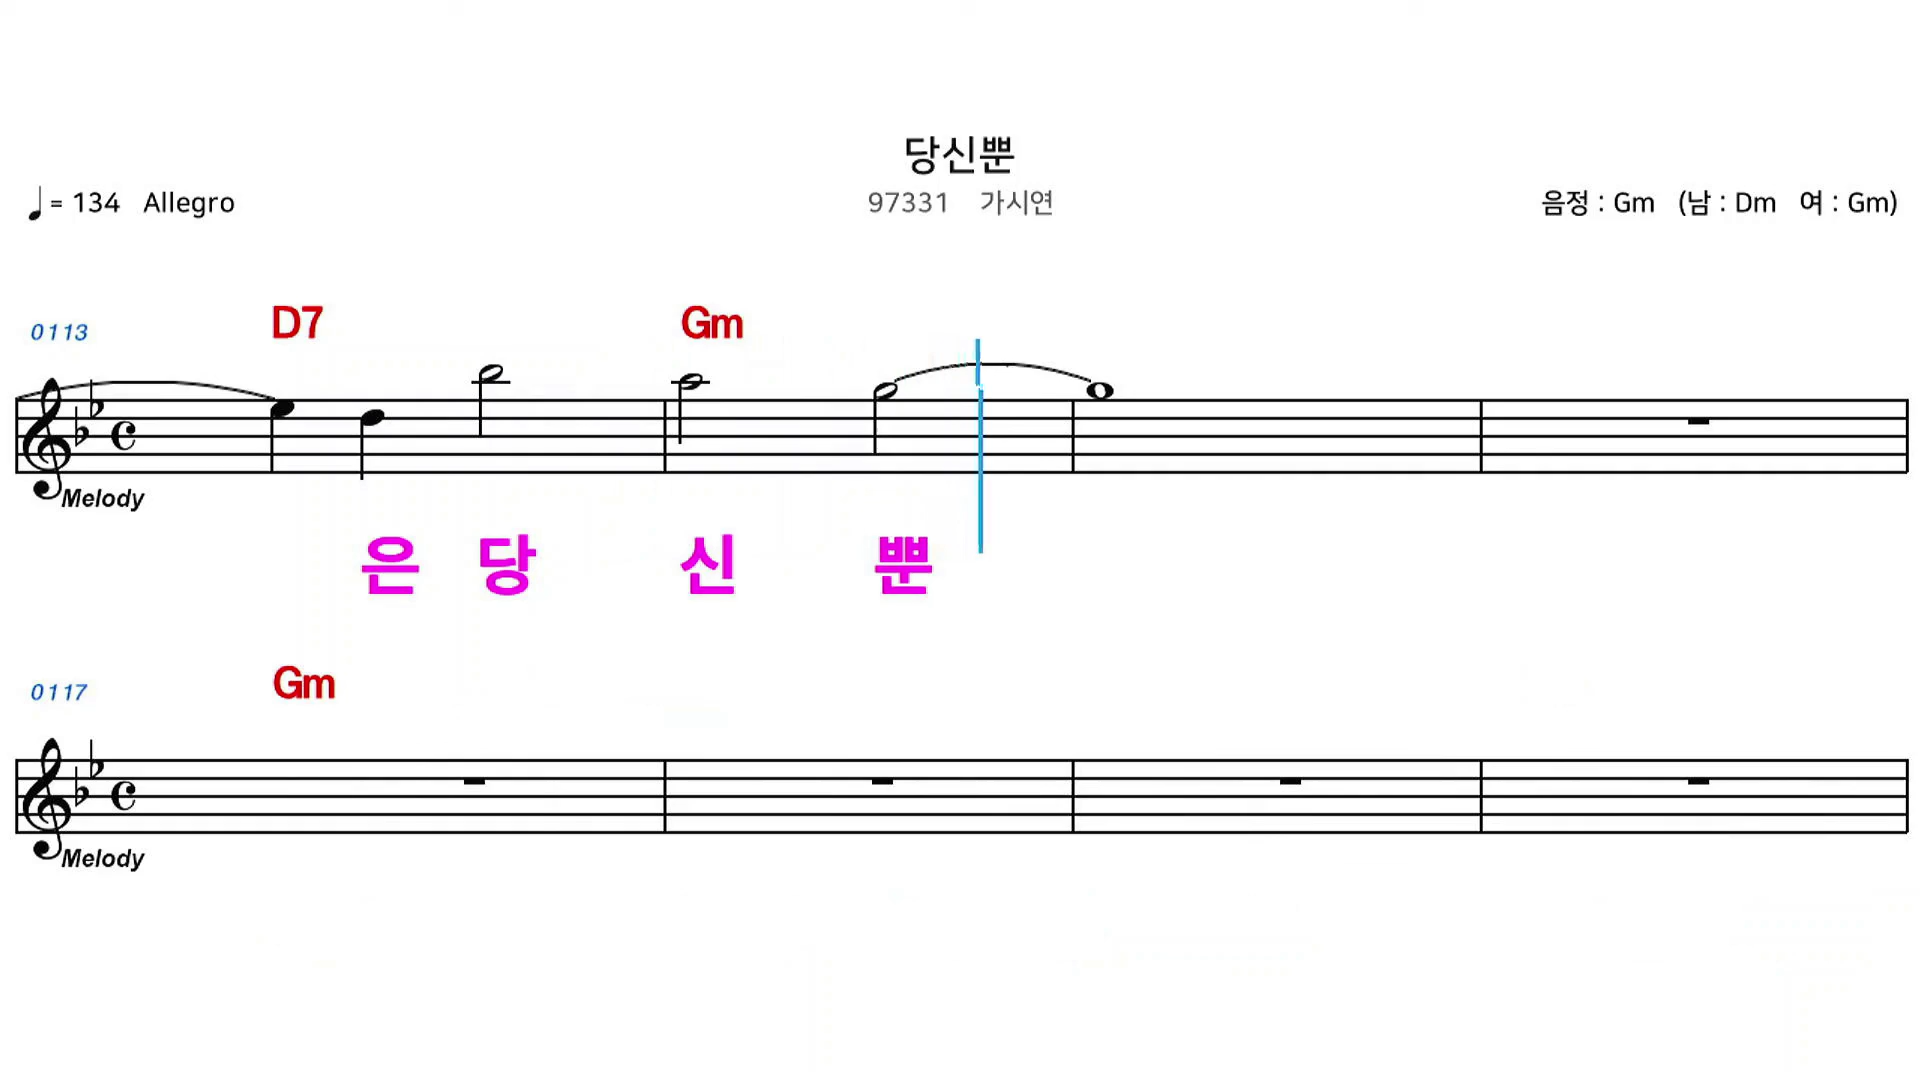 당신뿐
♩ = 134 Allegro 97331 가시연 음정 : Gm (남 : Dm 여 : Gm)
0113 D7 Gm
Melody
은 당 신 뿐
0117 Gm
Melody